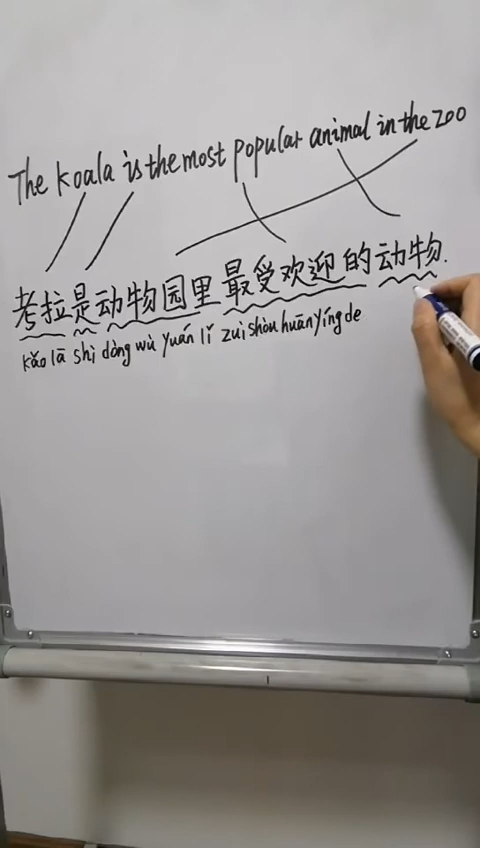 The koala is the most popular animal in the zoo
考拉是动物园里最受欢迎的动物.
kǎo lā shì dòng wù yuán lǐ zuì shòu huān yíng de